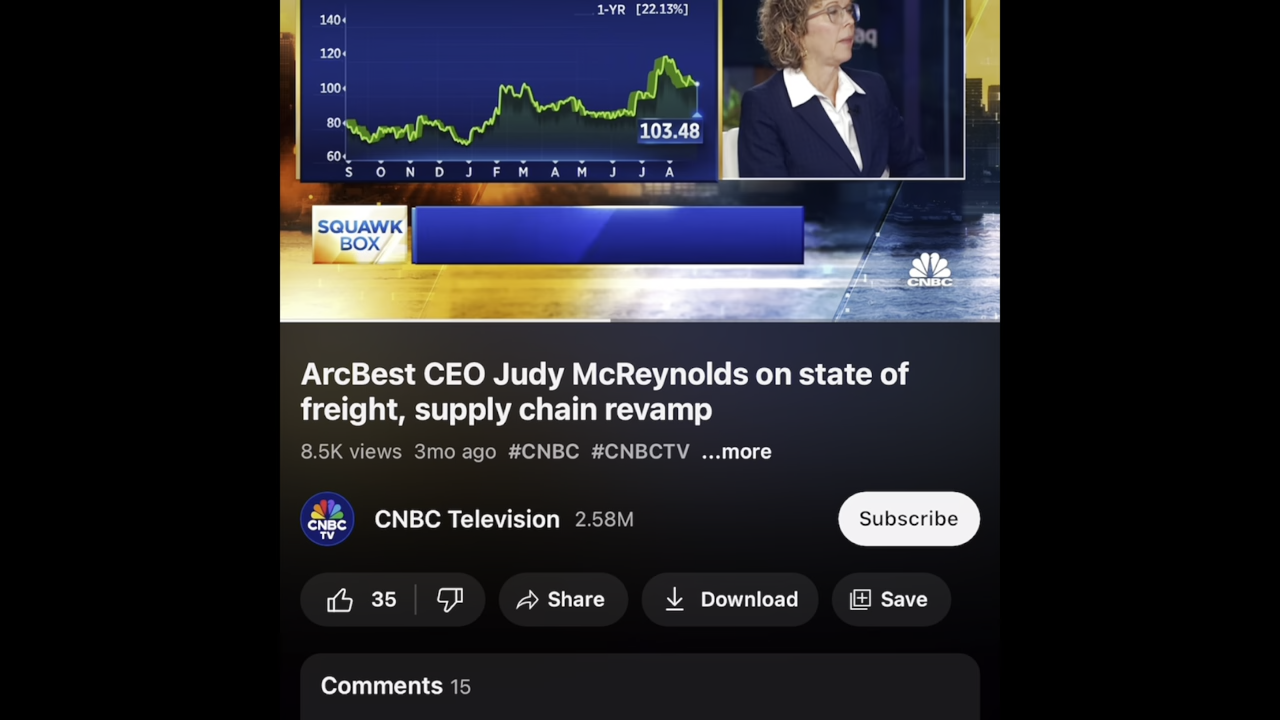 1-YR [22.13%]
140
120
100
80
60
103.48
S O N D J F M A M J J A
SQUAWK
BOX
CNBC
ArcBest CEO Judy McReynolds on state of
freight, supply chain revamp
8.5K views 3mo ago #CNBC #CNBCTV ...more
CNBC
TV
CNBC Television 2.58M
Subscribe
35
Share
Download
Save
Comments 15